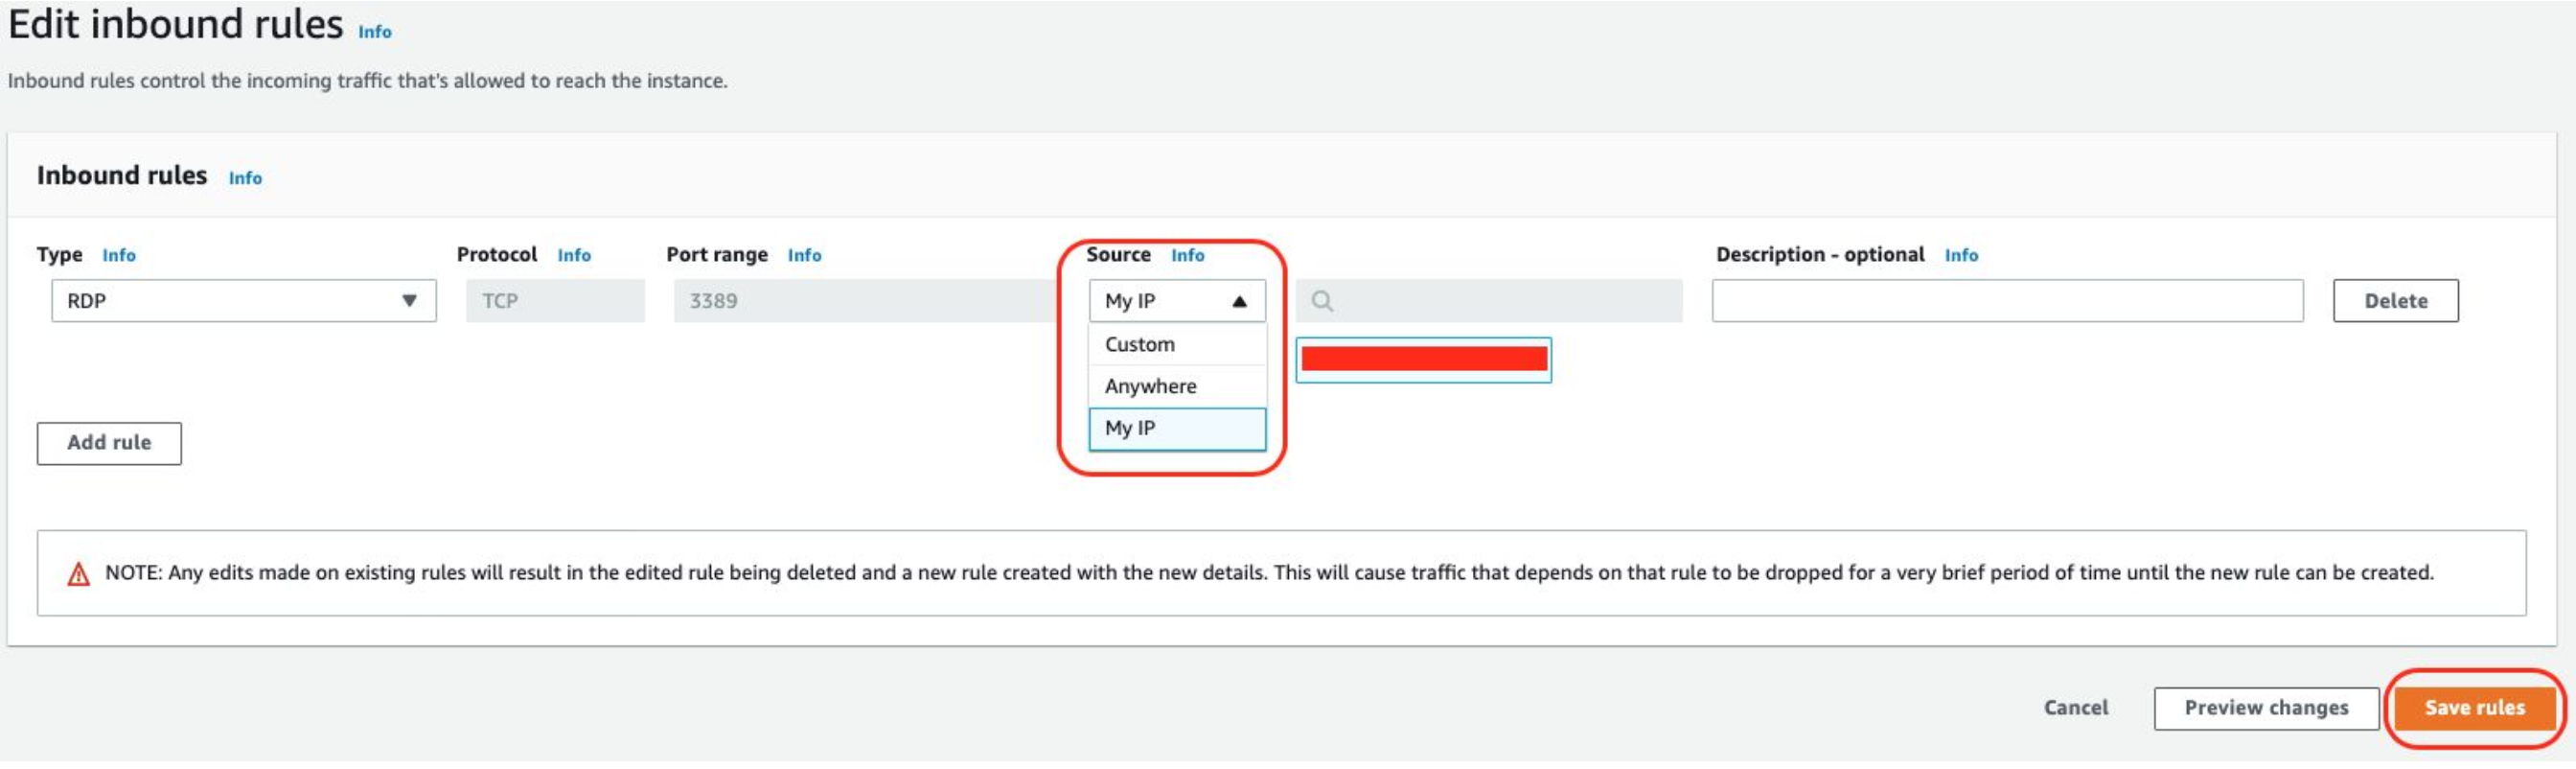 Edit inbound rules Info
Inbound rules control the incoming traffic that's allowed to reach the instance.
Inbound rules Info
Type Info Protocol Info Port range Info Source Info Description - optional Info
RDP TCP 3389 My IP Delete
Custom
Anywhere
My IP
Add rule
NOTE: Any edits made on existing rules will result in the edited rule being deleted and a new rule created with the new details. This will cause traffic that depends on that rule to be dropped for a very brief period of time until the new rule can be created.
Cancel Preview changes Save rules